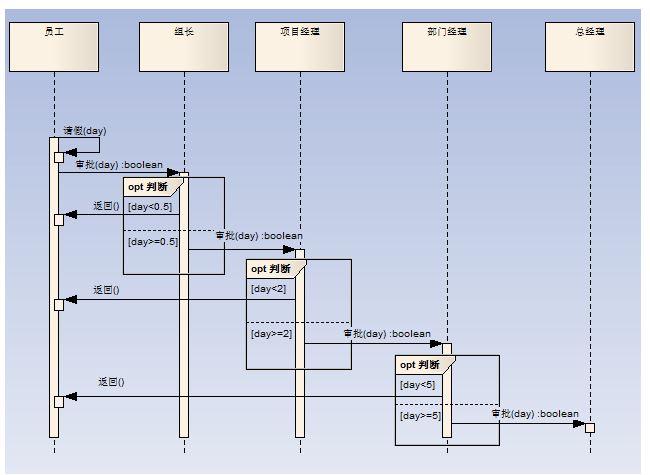 员工
组长
项目经理
部门经理
总经理
请假(day)
审批(day) :boolean
opt 判断
返回()
[day<0.5]
[day>=0.5]
审批(day) :boolean
opt 判断
返回()
[day<2]
[day>=2]
审批(day) :boolean
opt 判断
返回()
[day<5]
[day>=5]
审批(day) :boolean